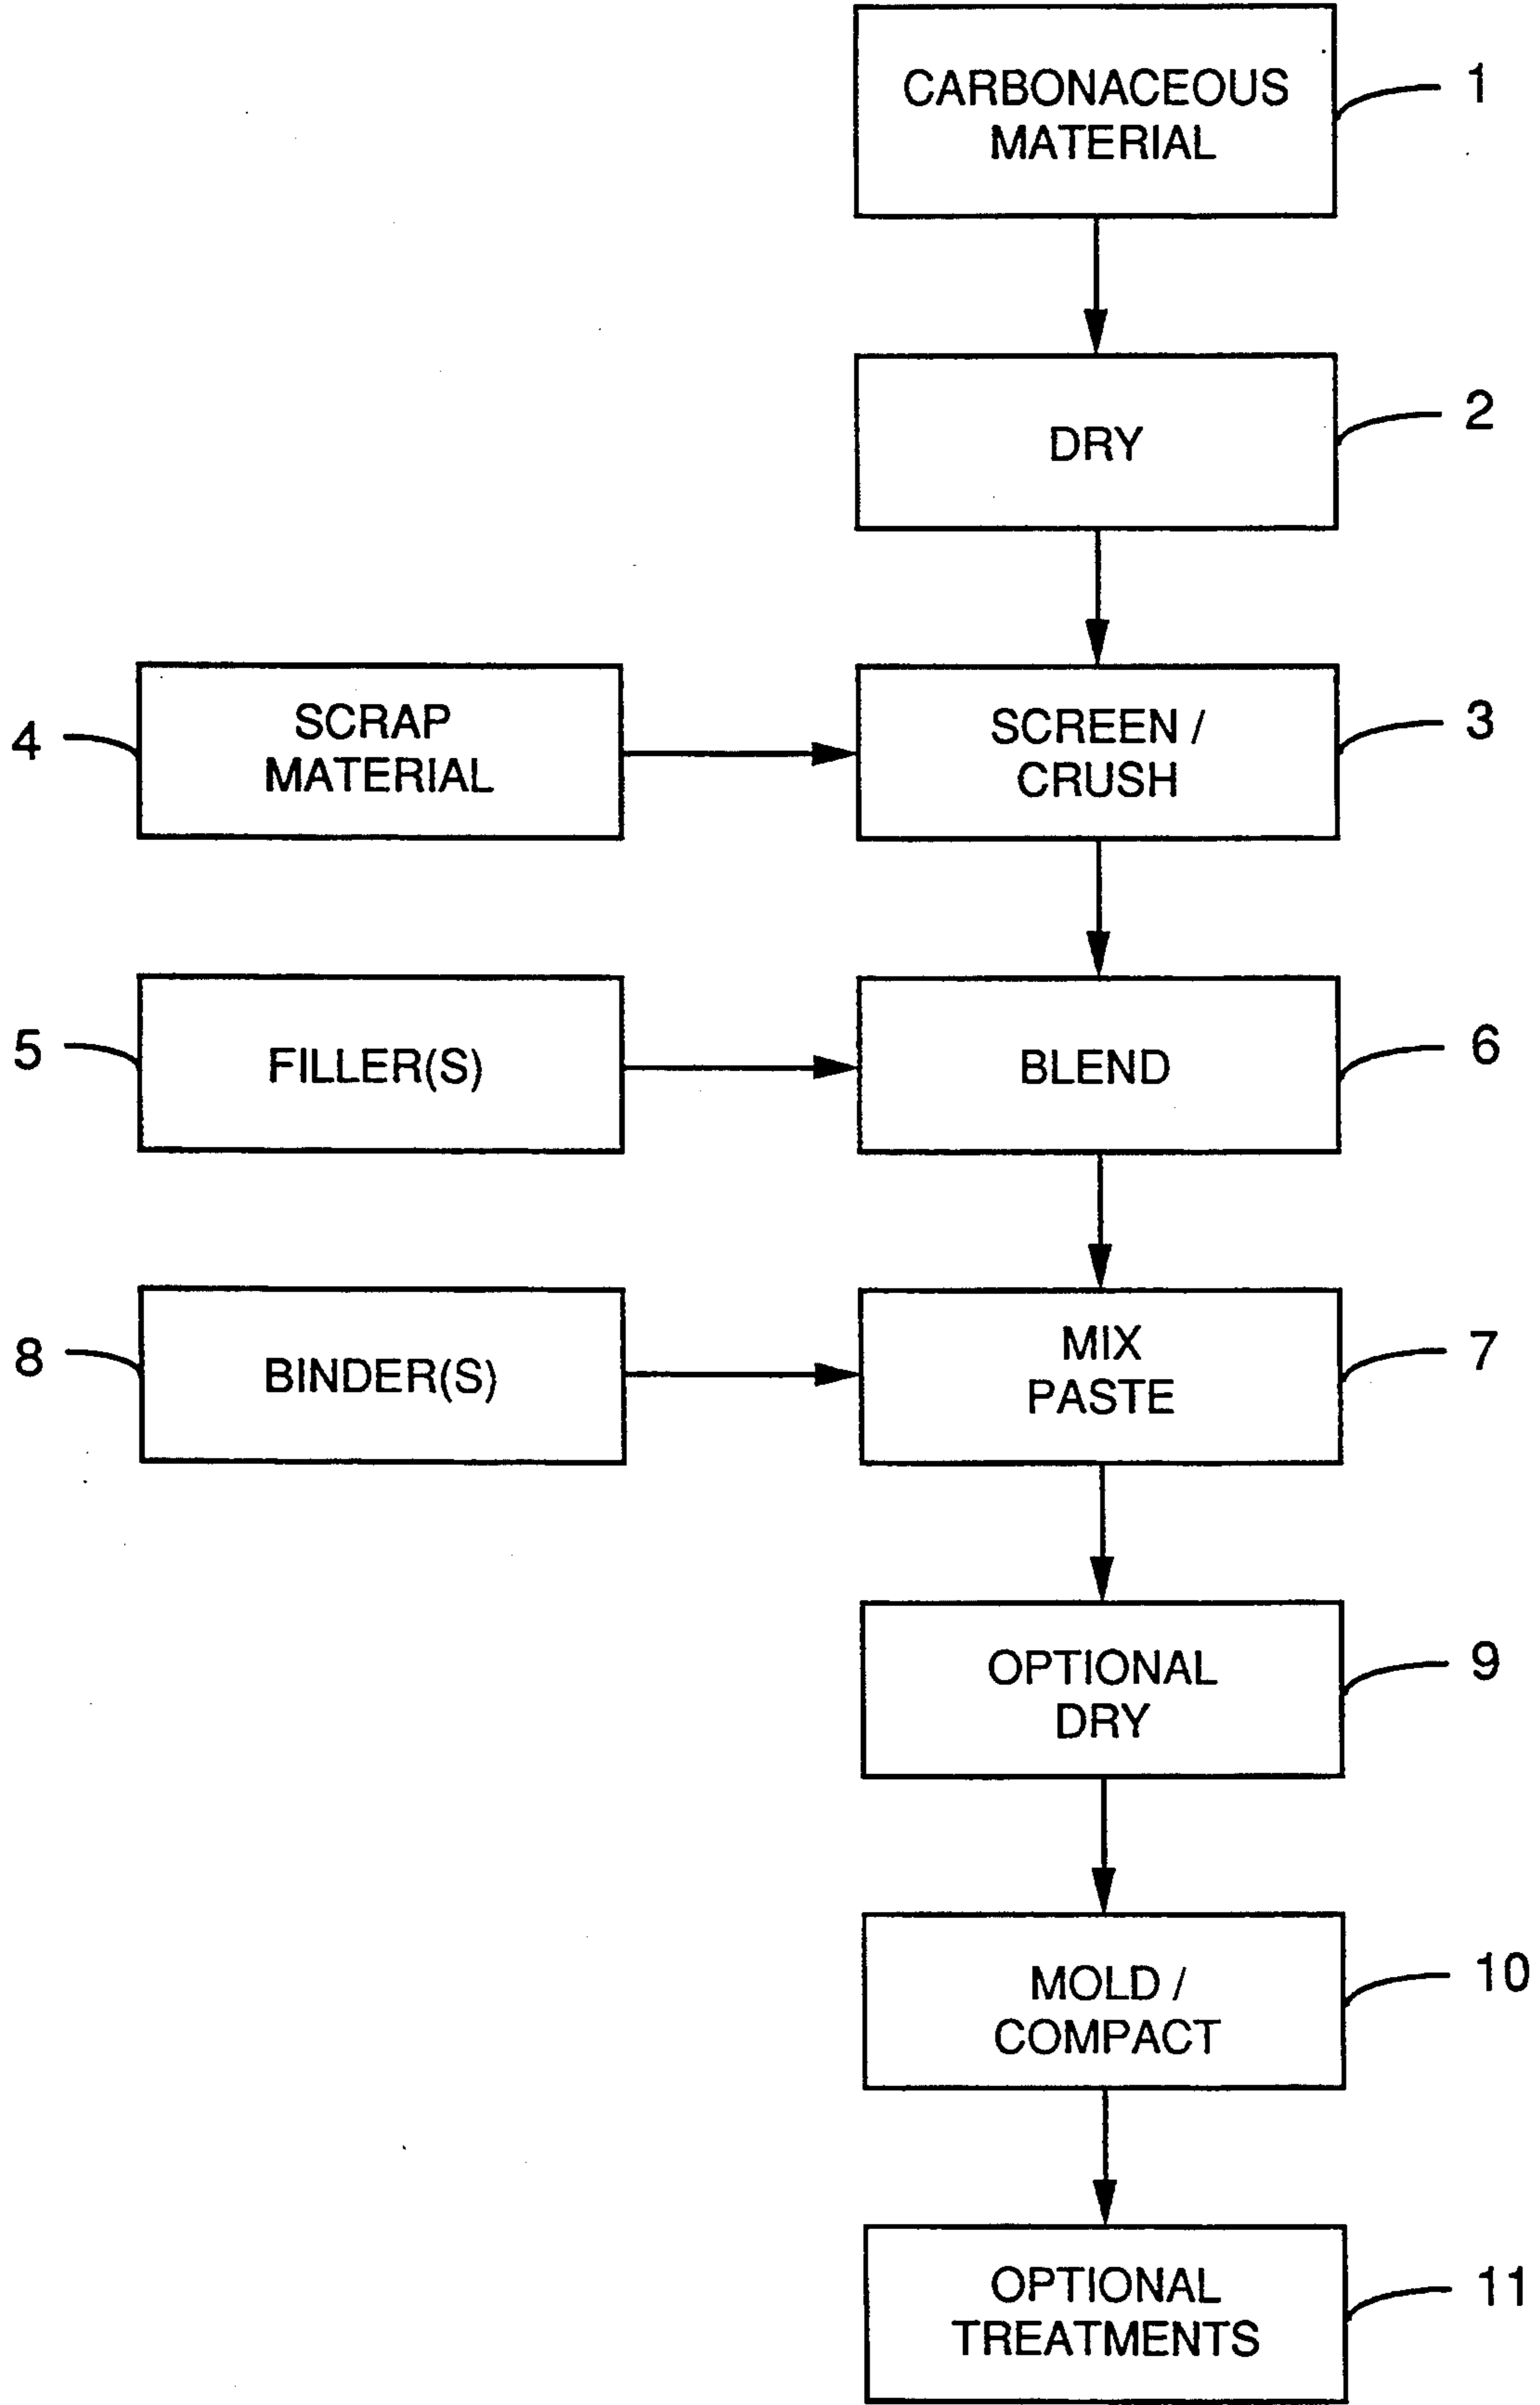 CARBONACEOUS
MATERIAL
1
DRY
2
4
SCRAP
MATERIAL
SCREEN /
CRUSH
3
5
FILLER(S)
BLEND
6
8
BINDER(S)
MIX
PASTE
7
OPTIONAL
DRY
9
MOLD /
COMPACT
10
OPTIONAL
TREATMENTS
11